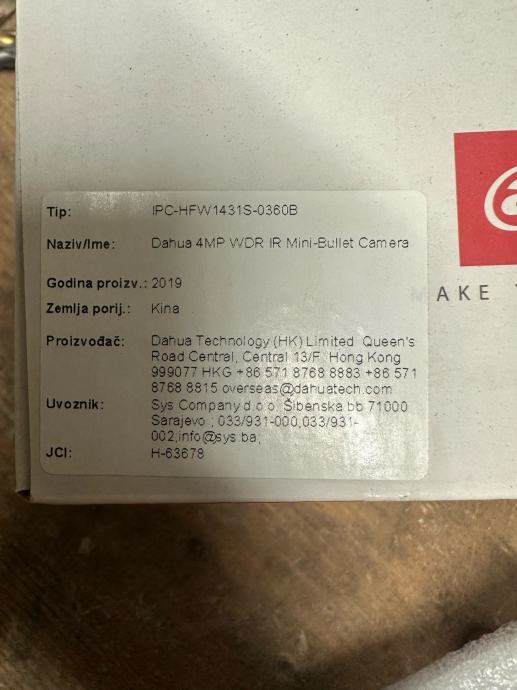 Tip: IPC-HFW1431S-0360B
Naziv/Ime: Dahua 4MP WDR IR Mini-Bullet Camera
Godina proizv.: 2019
Zemlja porij.: Kina
Proizvođač: Dahua Technology (HK) Limited Queen's
Road Central, Central 13/F, Hong Kong
999077 HKG +86 571 8768 8883 +86 571
8768 8815 overseas@dahuatech.com
Uvoznik: Sys Company d.o.o. Šibenska bb 71000
Sarajevo ; 033/931-000,033/931-
002;info@sys.ba;
JCI: H-63678
MAKE